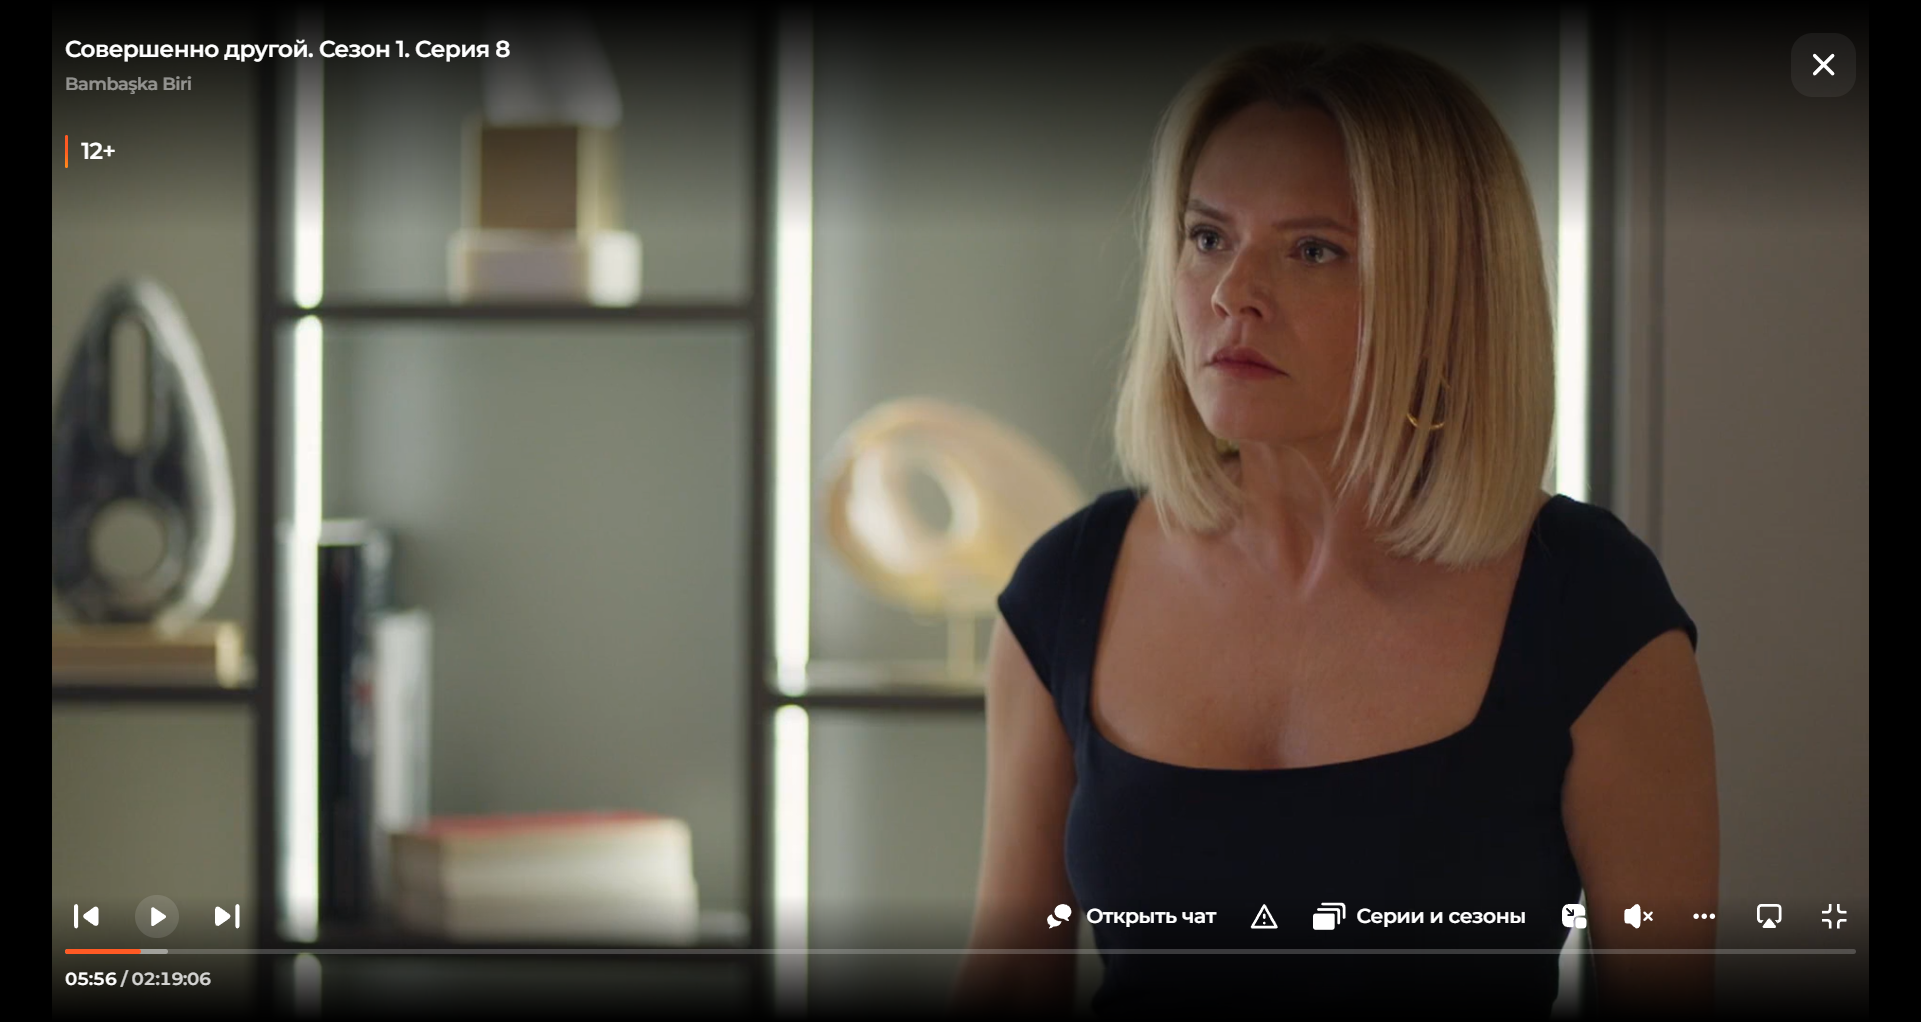 Совершенно другой. Сезон 1. Серия 8
Bambaşka Biri
12+
Открыть чат
Серии и сезоны
05:56 / 02:19:06